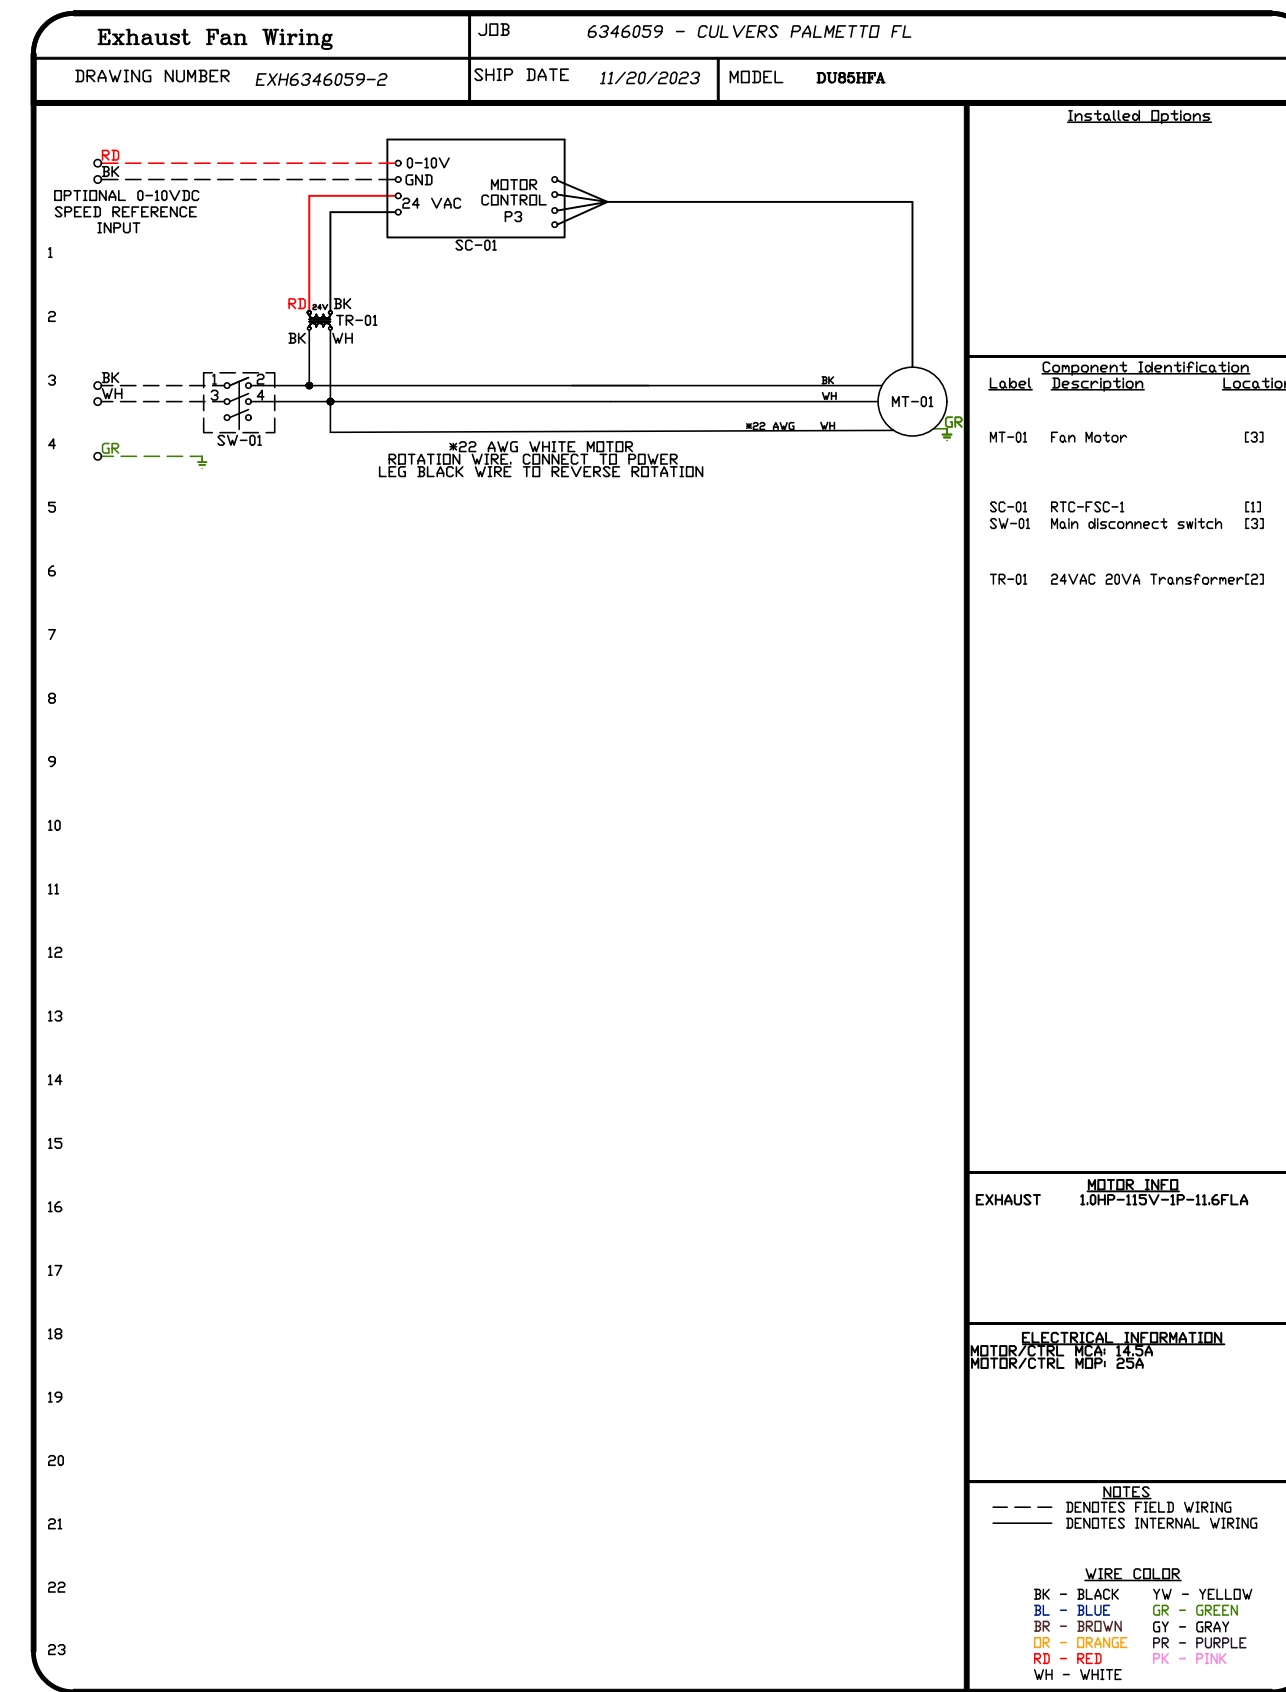 Exhaust Fan Wiring
JOB 6346059 - CULVERS PALMETTO FL
DRAWING NUMBER EXH6346059-2
SHIP DATE 11/20/2023
MODEL DU85HFA
RD
BK
OPTIONAL 0-10VDC
SPEED REFERENCE
INPUT
0-10V
GND
24 VAC
MOTOR
CONTROL
P3
SC-01
RD 24V BK
TR-01
BK WH
BK
WH
1 2
3 4
SW-01
GR
BK
WH
*22 AWG WH
MT-01
GR
*22 AWG WHITE MOTOR
ROTATION WIRE. CONNECT TO POWER
LEG BLACK WIRE TO REVERSE ROTATION
1
2
3
4
5
6
7
8
9
10
11
12
13
14
15
16
17
18
19
20
21
22
23
Installed Options
Component Identification
Label Description Location
MT-01 Fan Motor [3]
SC-01 RTC-FSC-1 [1]
SW-01 Main disconnect switch [3]
TR-01 24VAC 20VA Transformer[2]
MOTOR INFO
EXHAUST 1.0HP-115V-1P-11.6FLA
ELECTRICAL INFORMATION
MOTOR/CTRL MCA: 14.5A
MOTOR/CTRL MOP: 25A
NOTES
DENOTES FIELD WIRING
DENOTES INTERNAL WIRING
WIRE COLOR
BK - BLACK YW - YELLOW
BL - BLUE GR - GREEN
BR - BROWN GY - GRAY
OR - ORANGE PR - PURPLE
RD - RED PK - PINK
WH - WHITE